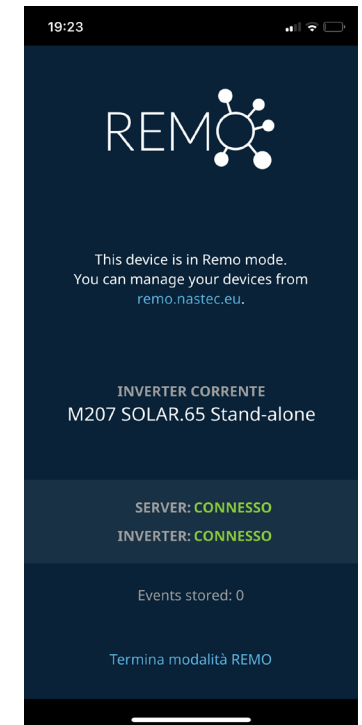 19:23
REMO
This device is in Remo mode.
You can manage your devices from
remo.nastec.eu.
INVERTER CORRENTE
M207 SOLAR.65 Stand-alone
SERVER: CONNESSO
INVERTER: CONNESSO
Events stored: 0
Termina modalità REMO